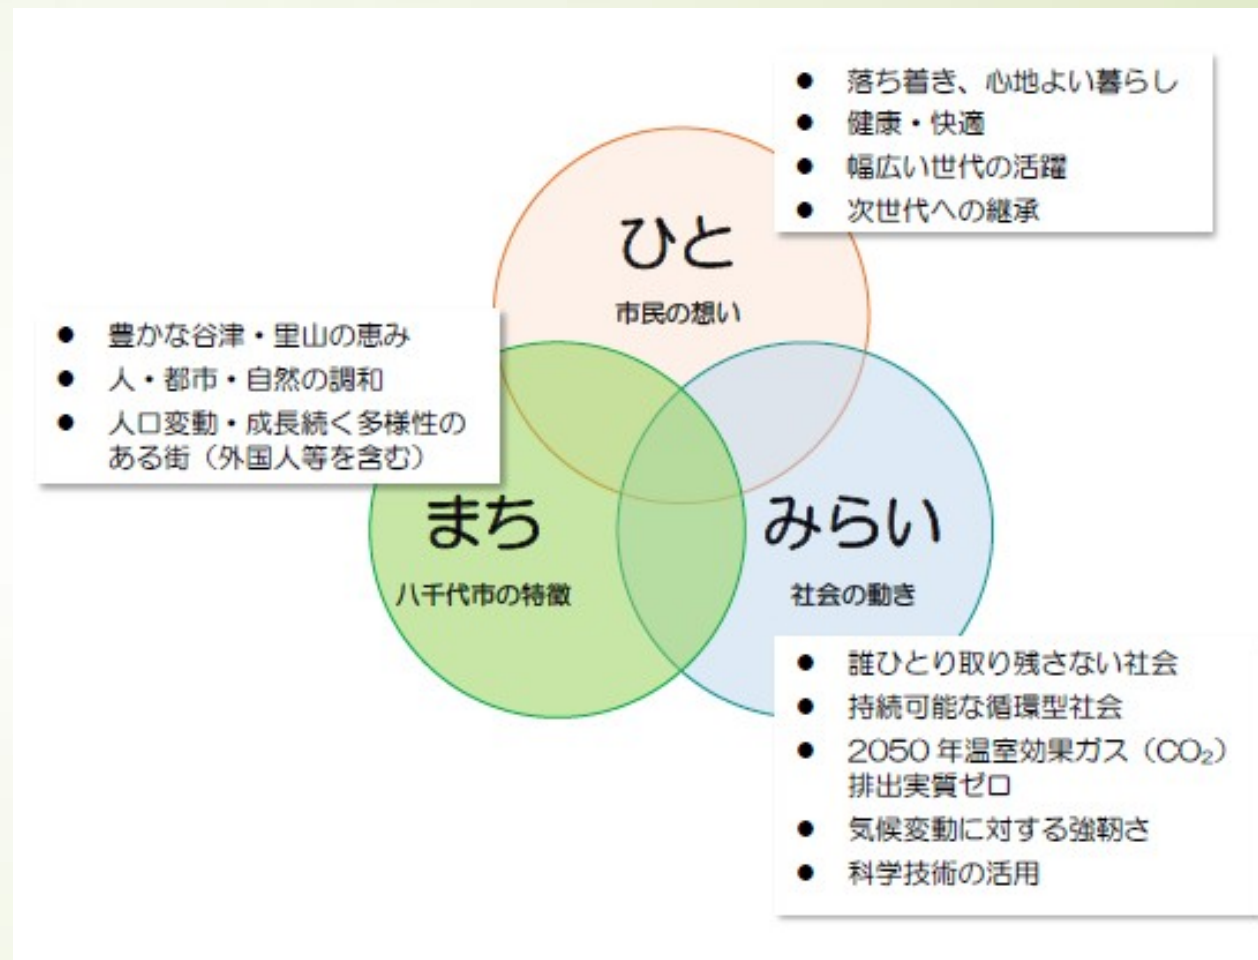 ● 落ち着き、心地よい暮らし
● 健康・快適
● 幅広い世代の活躍
● 次世代への継承
ひと
市民の想い
● 豊かな谷津・里山の恵み
● 人・都市・自然の調和
● 人口変動・成長続く多様性の
ある街（外国人等を含む）
まち
八千代市の特徴
みらい
社会の動き
● 誰ひとり取り残さない社会
● 持続可能な循環型社会
● 2050 年温室効果ガス（CO₂）
排出実質ゼロ
● 気候変動に対する強靭さ
● 科学技術の活用